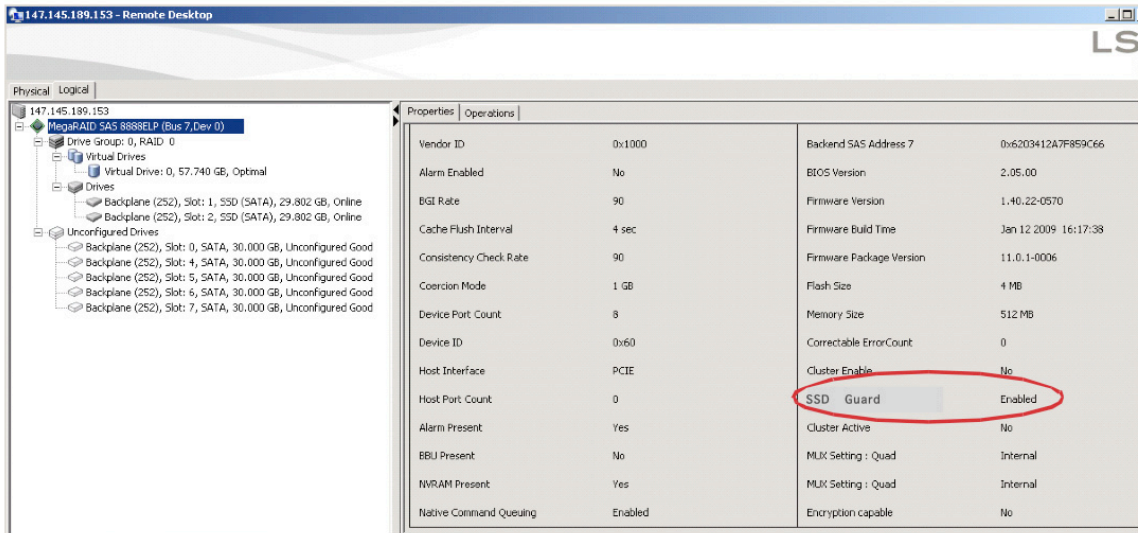 147.145.189.153 - Remote Desktop
LS
Physical Logical
147.145.189.153
MegaRAID SAS 8888ELP (Bus 7,Dev 0)
Drive Group: 0, RAID 0
Virtual Drives
Virtual Drive: 0, 57.740 GB, Optimal
Drives
Backplane (252), Slot: 1, SSD (SATA), 29.802 GB, Online
Backplane (252), Slot: 2, SSD (SATA), 29.802 GB, Online
Unconfigured Drives
Backplane (252), Slot: 0, SATA, 30.000 GB, Unconfigured Good
Backplane (252), Slot: 4, SATA, 30.000 GB, Unconfigured Good
Backplane (252), Slot: 5, SATA, 30.000 GB, Unconfigured Good
Backplane (252), Slot: 6, SATA, 30.000 GB, Unconfigured Good
Backplane (252), Slot: 7, SATA, 30.000 GB, Unconfigured Good
Properties Operations
Vendor ID 0x1000 Backend SAS Address 7 0x6203412A7F859C66
Alarm Enabled No BIOS Version 2.05.00
BGI Rate 90 Firmware Version 1.40.22-0570
Cache Flush Interval 4 sec Firmware Build Time Jan 12 2009 16:17:38
Consistency Check Rate 90 Firmware Package Version 11.0.1-0006
Coercion Mode 1 GB Flash Size 4 MB
Device Port Count 8 Memory Size 512 MB
Device ID 0x60 Correctable ErrorCount 0
Host Interface PCIE Cluster Enable No
Host Port Count 0 SSD Guard Enabled
Alarm Present Yes Cluster Active No
BBU Present No MUX Setting : Quad Internal
NVRAM Present Yes MUX Setting : Quad Internal
Native Command Queuing Enabled Encryption capable No